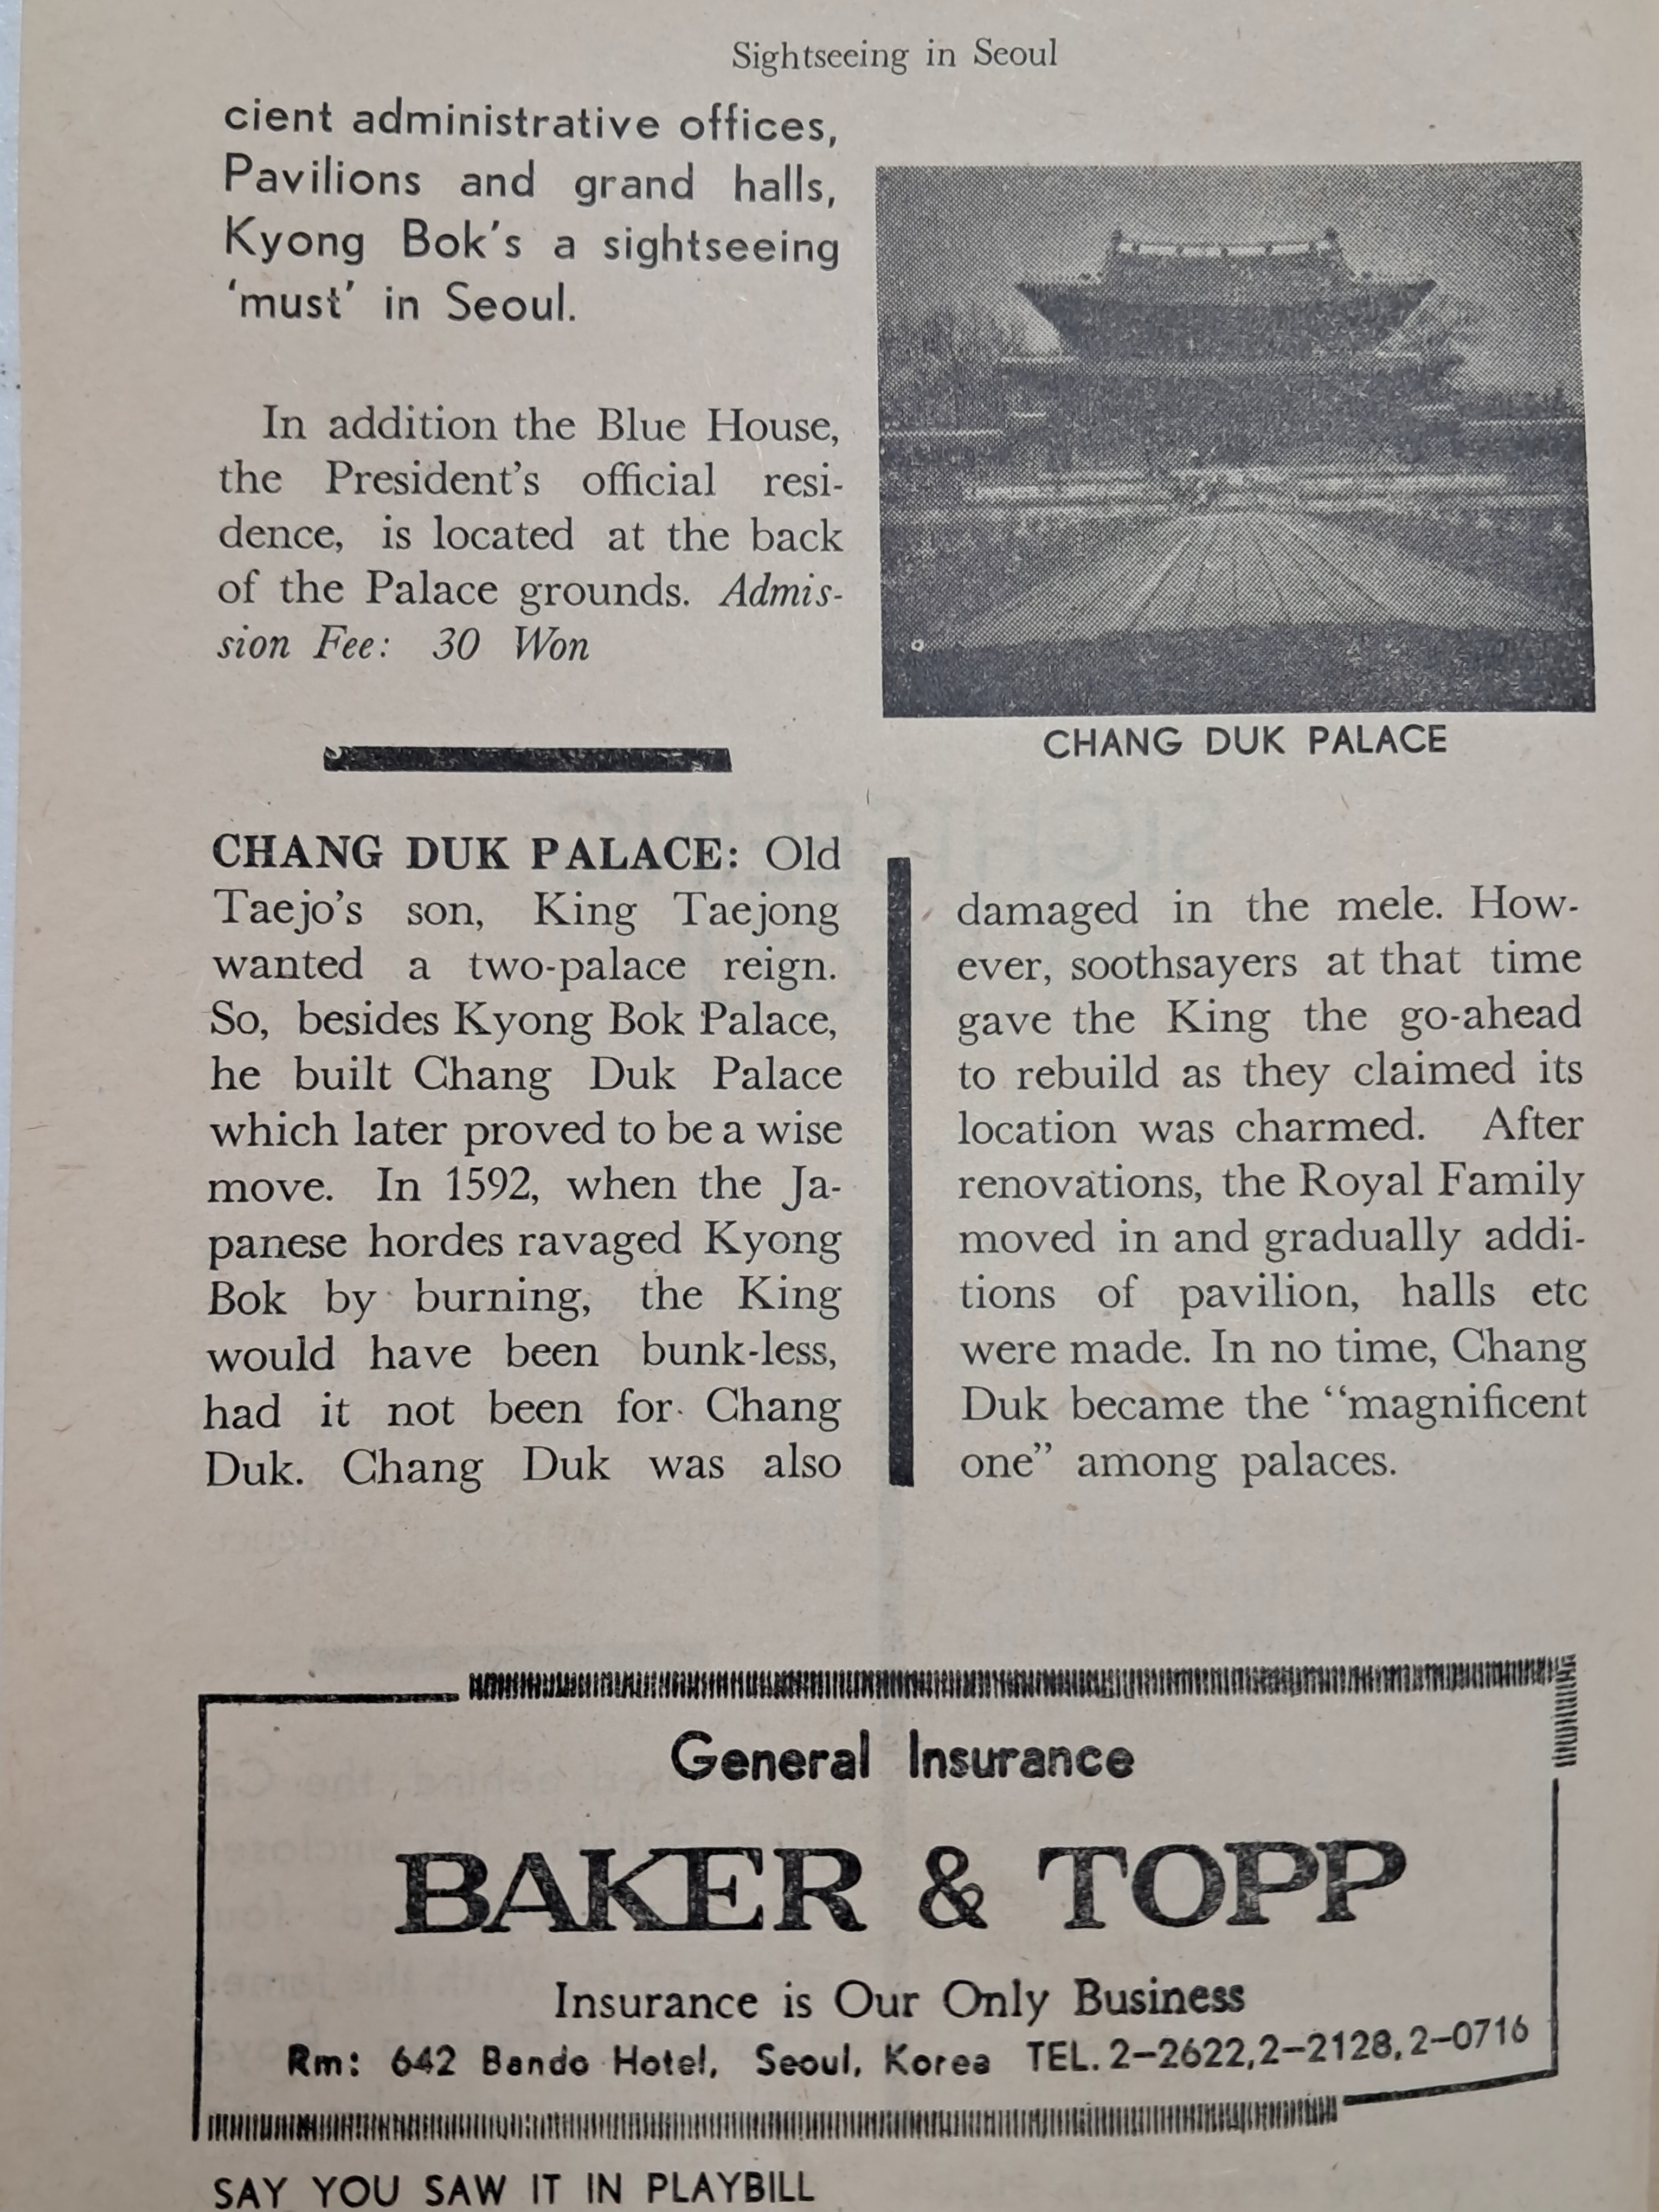 Sightseeing in Seoul
cient administrative offices,
Pavilions and grand halls,
Kyong Bok's a sightseeing
'must' in Seoul.
In addition the Blue House,
the President's official resi-
dence, is located at the back
of the Palace grounds. Admis-
sion Fee: 30 Won
CHANG DUK PALACE
CHANG DUK PALACE: Old
Taejo's son, King Taejong
wanted a two-palace reign.
So, besides Kyong Bok Palace,
he built Chang Duk Palace
which later proved to be a wise
move. In 1592, when the Ja-
panese hordes ravaged Kyong
Bok by burning, the King
would have been bunk-less,
had it not been for Chang
Duk. Chang Duk was also
damaged in the mele. How-
ever, soothsayers at that time
gave the King the go-ahead
to rebuild as they claimed its
location was charmed. After
renovations, the Royal Family
moved in and gradually addi-
tions of pavilion, halls etc
were made. In no time, Chang
Duk became the "magnificent
one" among palaces.
General Insurance
BAKER & TOPP
Insurance is Our Only Business
Rm: 642 Bando Hotel, Seoul, Korea TEL. 2-2622,2-2128,2-0716
SAY YOU SAW IT IN PLAYBILL